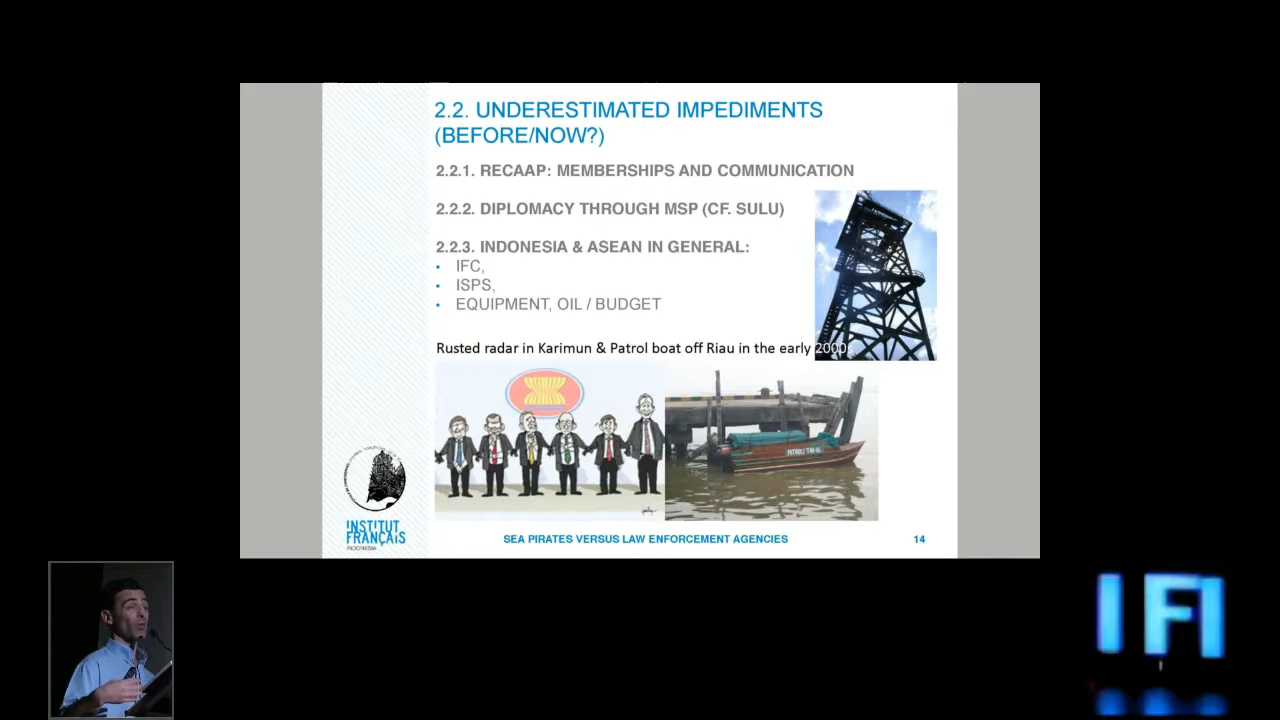 2.2. UNDERESTIMATED IMPEDIMENTS
(BEFORE/NOW?)
2.2.1. RECAAP: MEMBERSHIPS AND COMMUNICATION
2.2.2. DIPLOMACY THROUGH MSP (CF. SULU)
2.2.3. INDONESIA & ASEAN IN GENERAL:
• IFC,
• ISPS,
• EQUIPMENT, OIL / BUDGET
Rusted radar in Karimun & Patrol boat off Riau in the early 2000s
INSTITUT
FRANÇAIS
INDONESIA
SEA PIRATES VERSUS LAW ENFORCEMENT AGENCIES
14
IFI